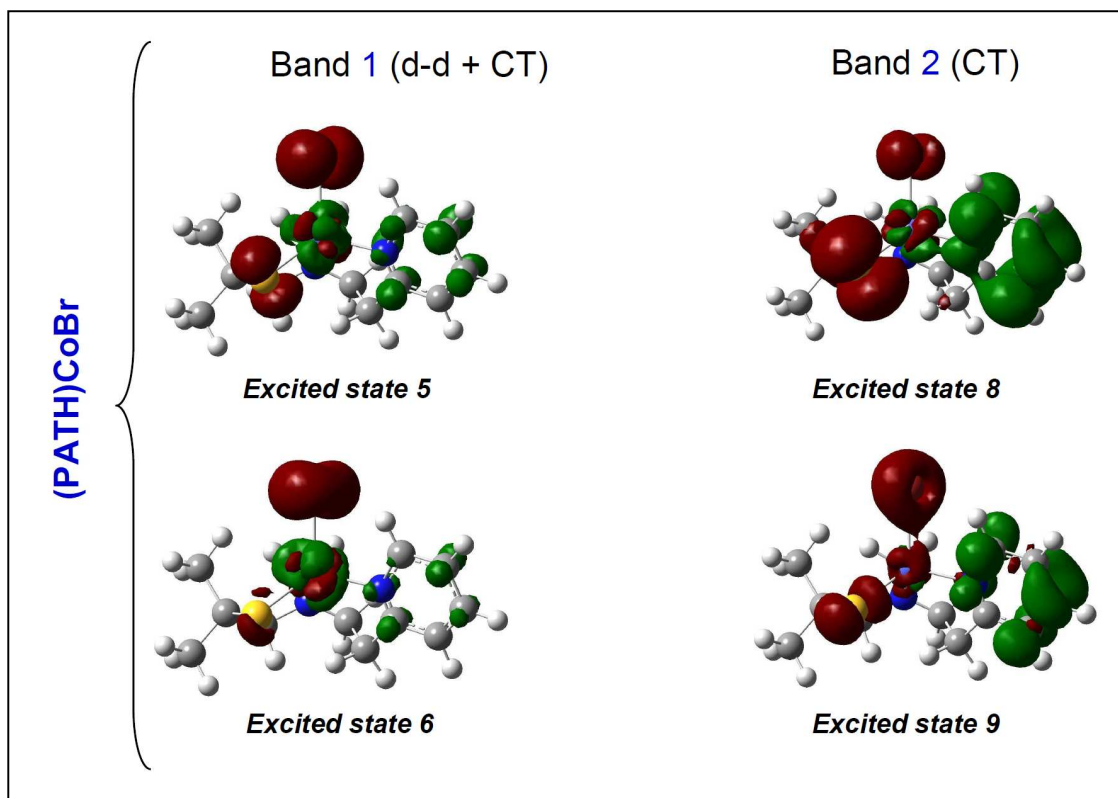 Band 1 (d-d + CT)
Band 2 (CT)
(PATH)CoBr
Excited state 5
Excited state 8
Excited state 6
Excited state 9